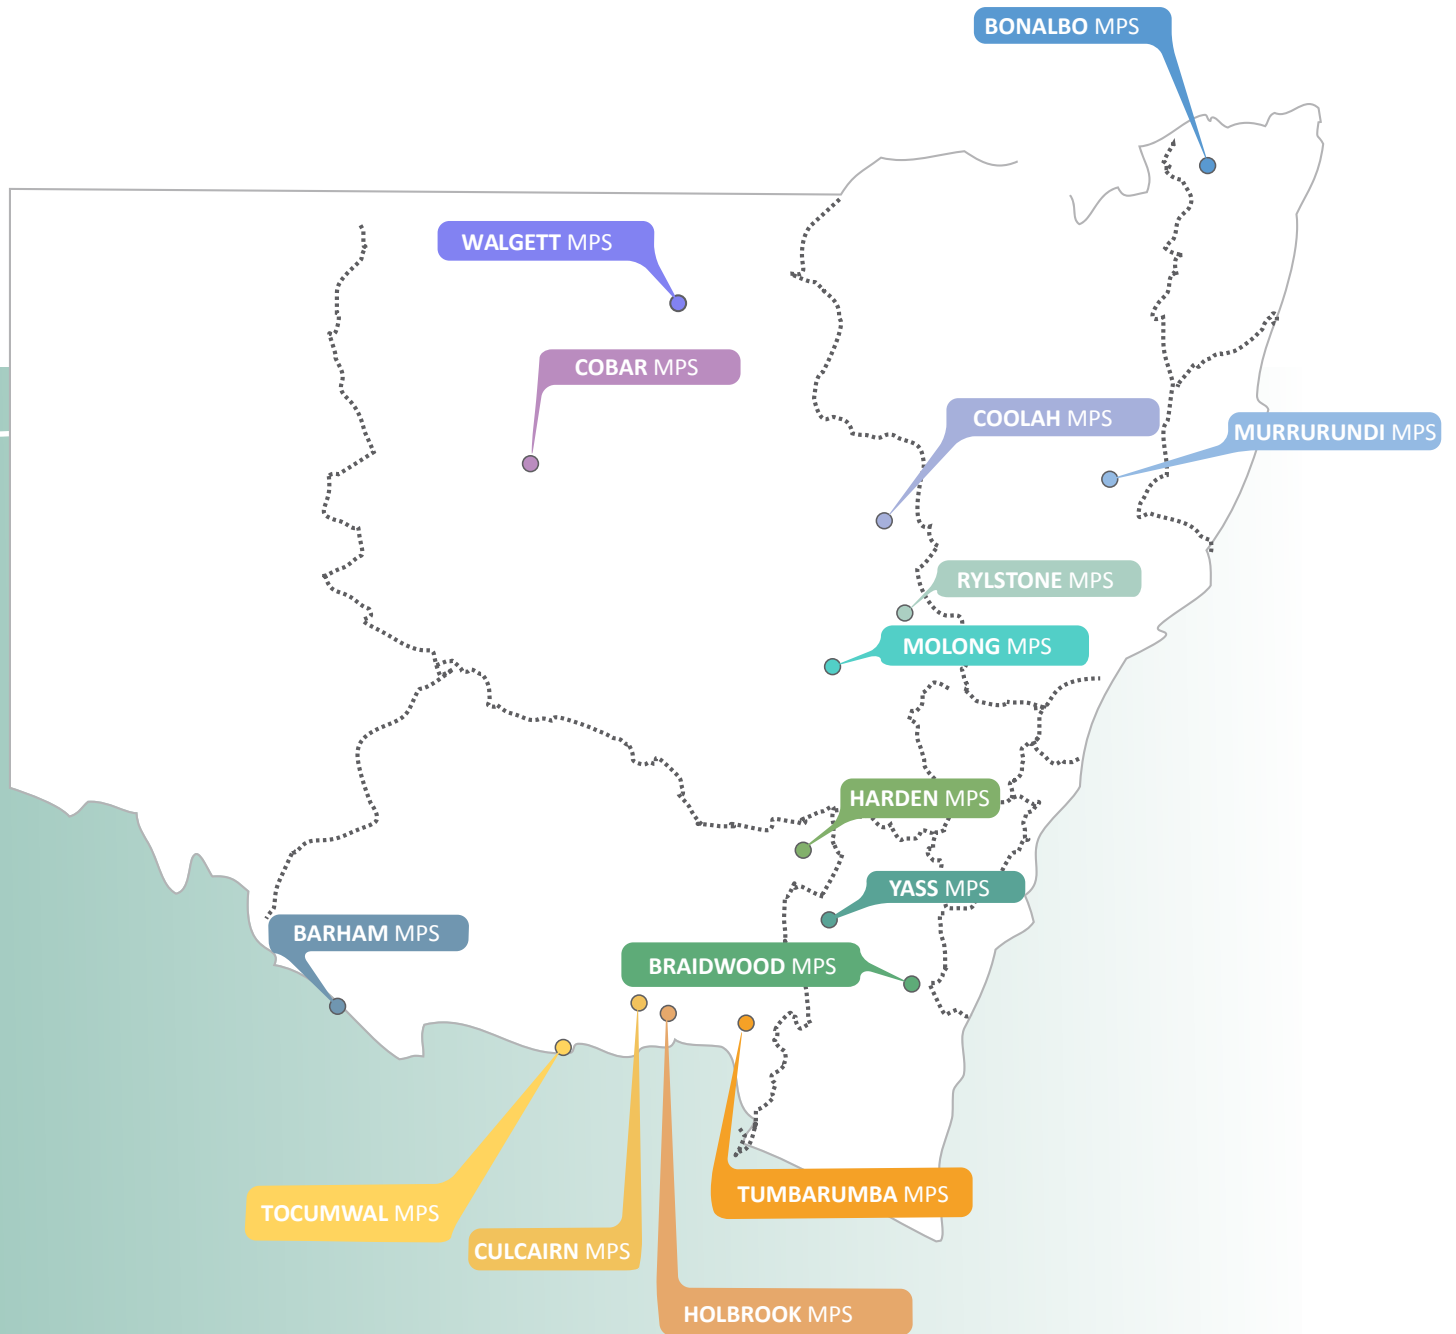 BONALBO MPS
WALGETT MPS
COBAR MPS
COOLAH MPS
MURRURUNDI MPS
RYLSTONE MPS
MOLONG MPS
HARDEN MPS
YASS MPS
BARHAM MPS
BRAIDWOOD MPS
TUMBARUMBA MPS
TOCUMWAL MPS
CULCAIRN MPS
HOLBROOK MPS